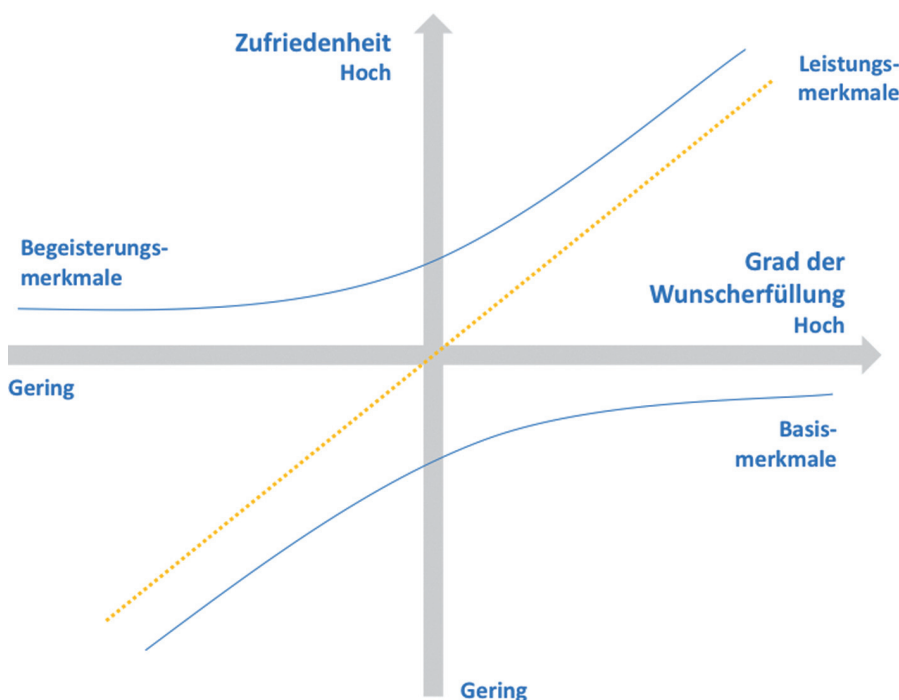 Zufriedenheit
Hoch
Leistungs-
merkmale
Begeisterungs-
merkmale
Grad der
Wunscherfüllung
Hoch
Gering
Basis-
merkmale
Gering